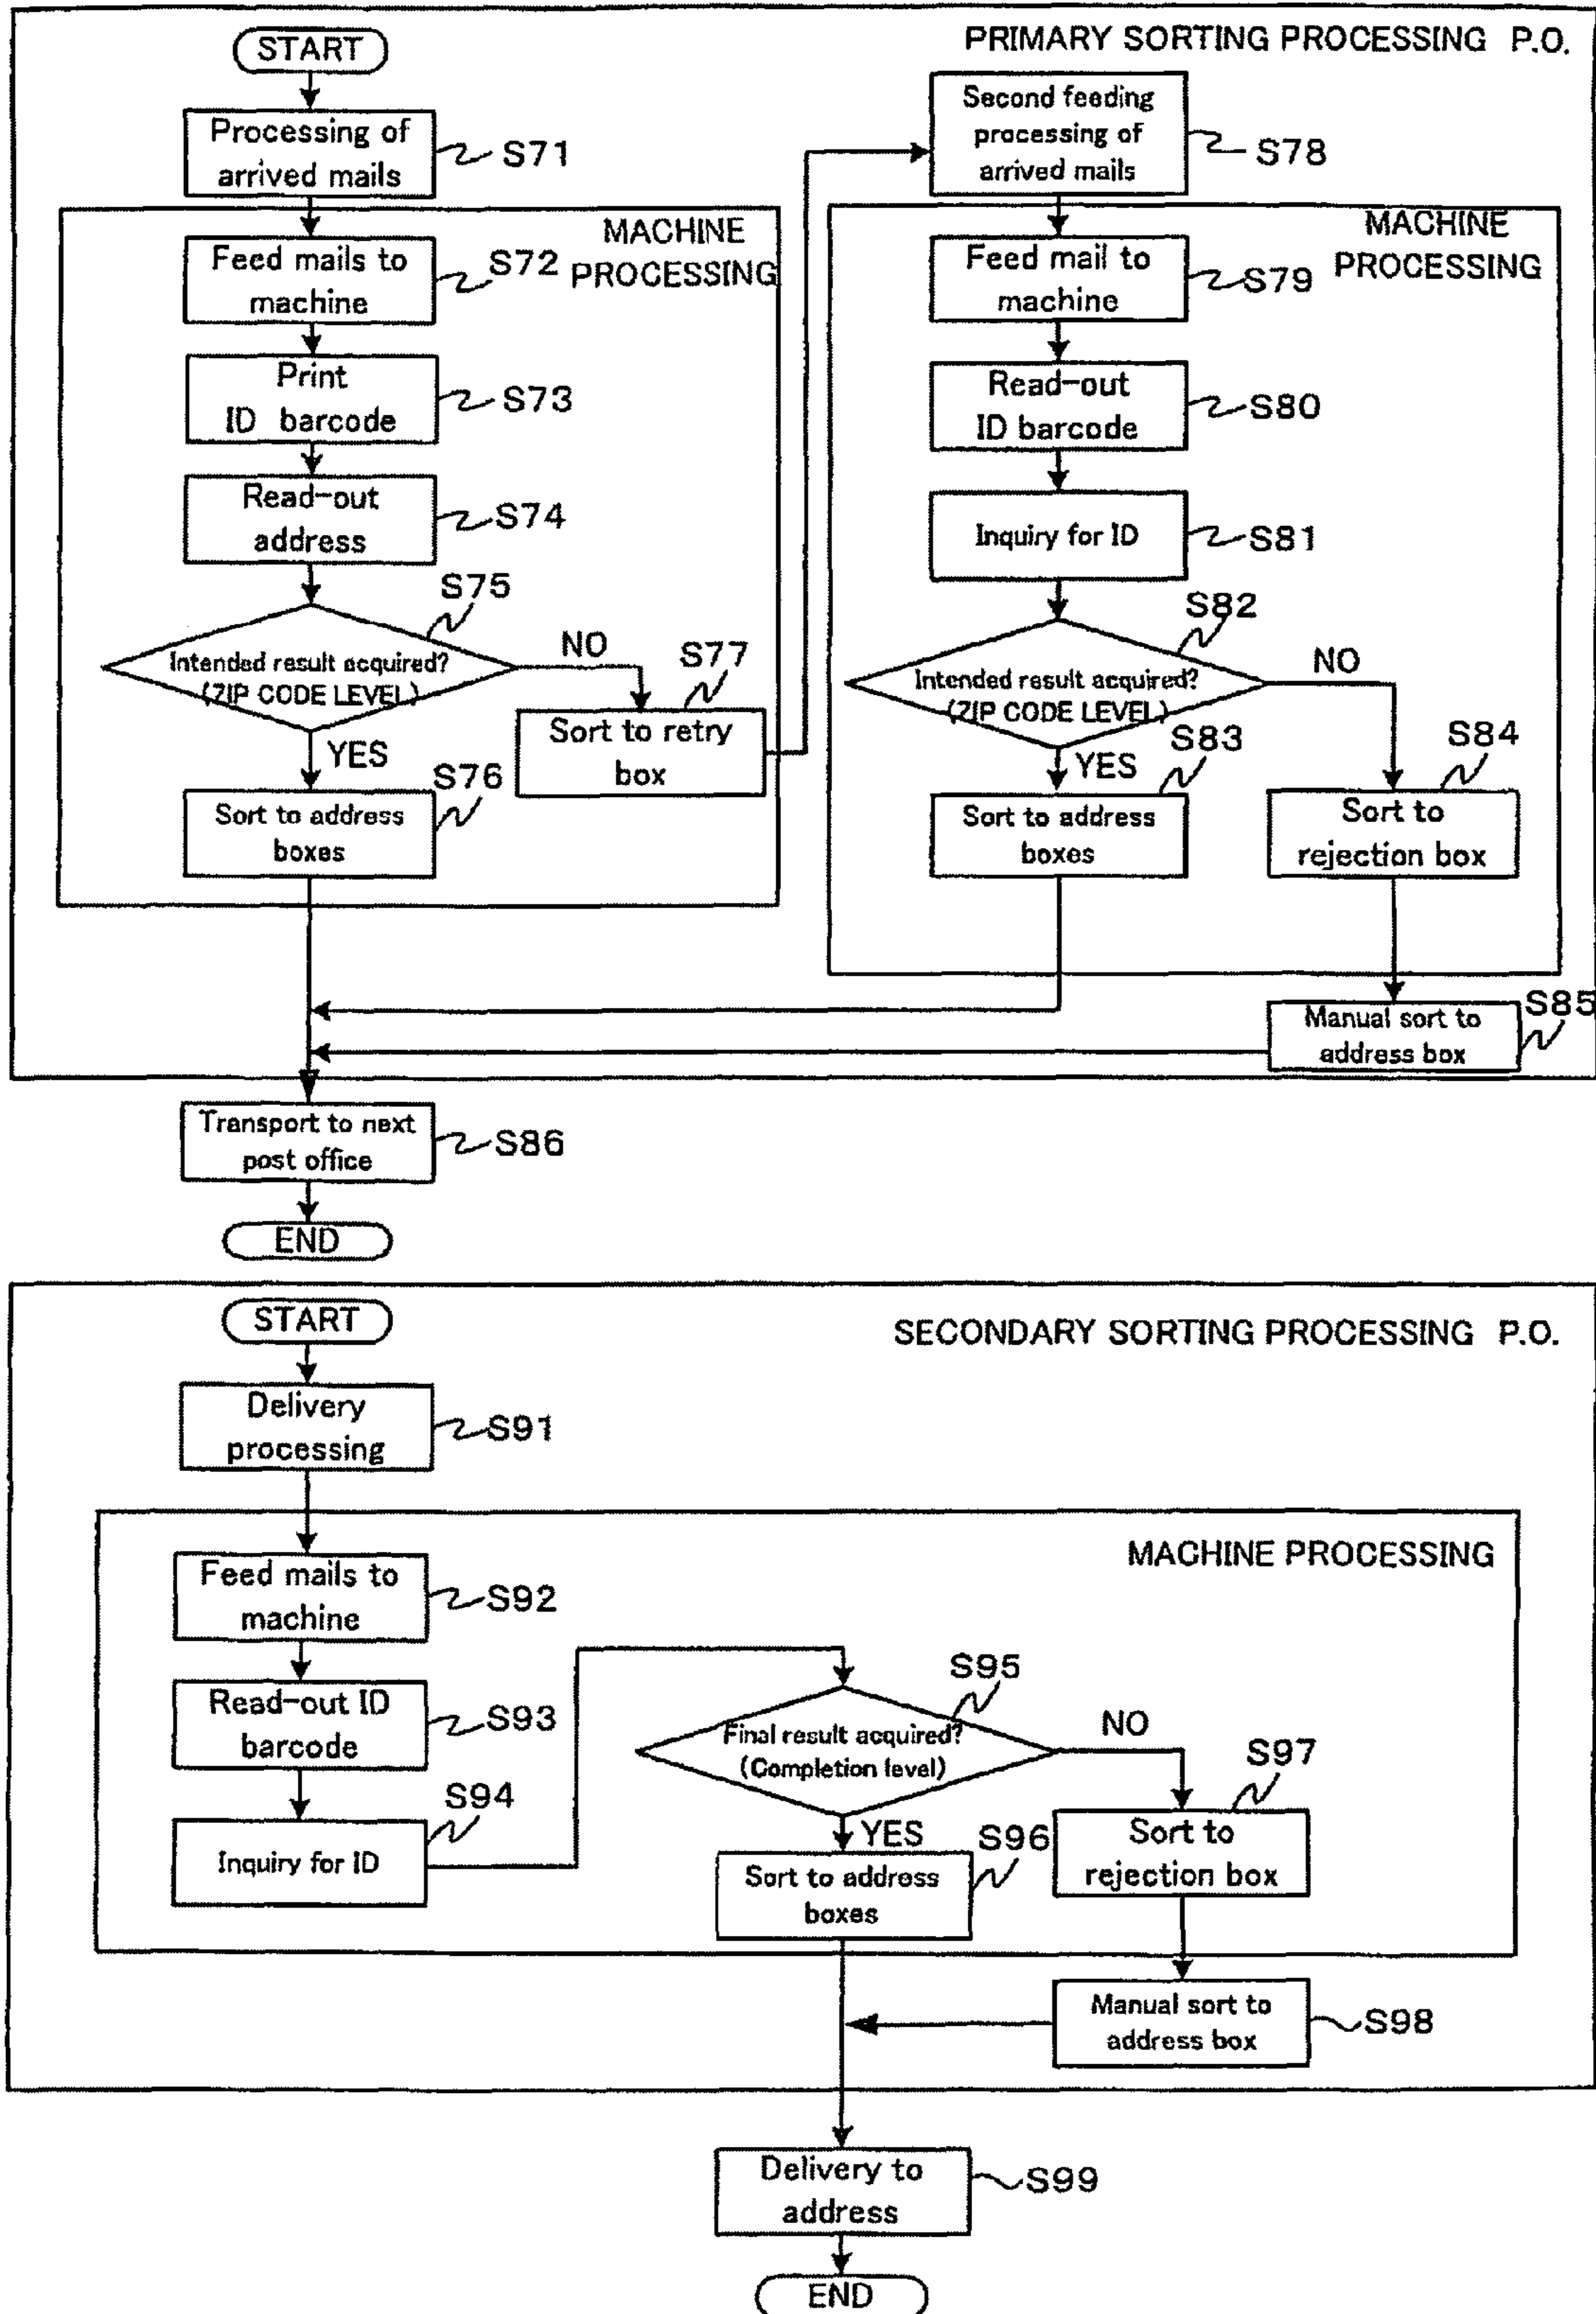 PRIMARY SORTING PROCESSING P.O.
START
Processing of
arrived mails
S71
MACHINE
PROCESSING
Feed mails to
machine
S72
Print
ID barcode
S73
Read-out
address
S74
S75
Intended result acquired?
(ZIP CODE LEVEL)
NO
YES
S77
Sort to retry
box
S76
Sort to address
boxes
Second feeding
processing of
arrived mails
S78
MACHINE
PROCESSING
Feed mail to
machine
S79
Read-out
ID barcode
S80
Inquiry for ID
S81
S82
Intended result acquired?
(ZIP CODE LEVEL)
NO
YES
S83
Sort to address
boxes
S84
Sort to
rejection box
S85
Manual sort to
address box
Transport to next
post office
S86
END
SECONDARY SORTING PROCESSING P.O.
START
Delivery
processing
S91
MACHINE PROCESSING
Feed mails to
machine
S92
Read-out ID
barcode
S93
S94
Inquiry for ID
S95
Final result acquired?
(Completion level)
NO
YES
S96
Sort to address
boxes
S97
Sort to
rejection box
Manual sort to
address box
S98
Delivery to
address
S99
END